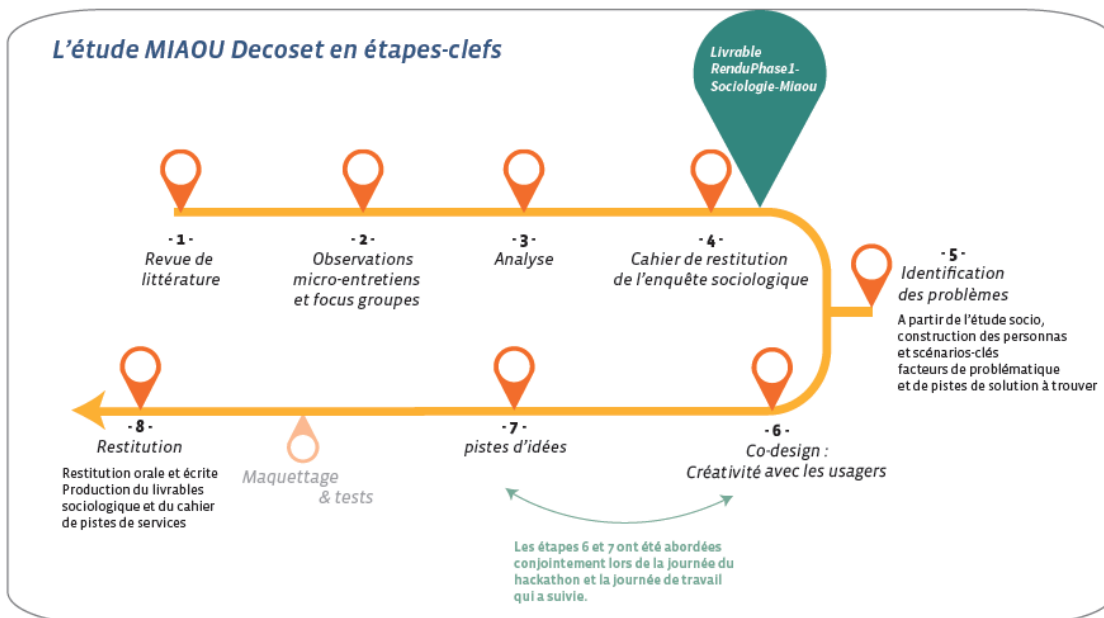 L'étude MIAOU Decoset en étapes-clefs
Livrable
RenduPhase1-
Sociologie-Miaou
- 1 -
Revue de
littérature
- 2 -
Observations
micro-entretiens
et focus groupes
- 3 -
Analyse
- 4 -
Cahier de restitution
de l'enquête sociologique
- 5 -
Identification
des problèmes
A partir de l'étude socio,
construction des personnas
et scénarios-clés
facteurs de problématique
et de pistes de solution à trouver
- 8 -
Restitution
Restitution orale et écrite
Production du livrables
sociologique et du cahier
de pistes de services
Maquettage
& tests
- 7 -
pistes d'idées
- 6 -
Co-design :
Créativité avec les usagers
Les étapes 6 et 7 ont été abordées
conjointement lors de la journée du
hackathon et la journée de travail
qui a suivie.